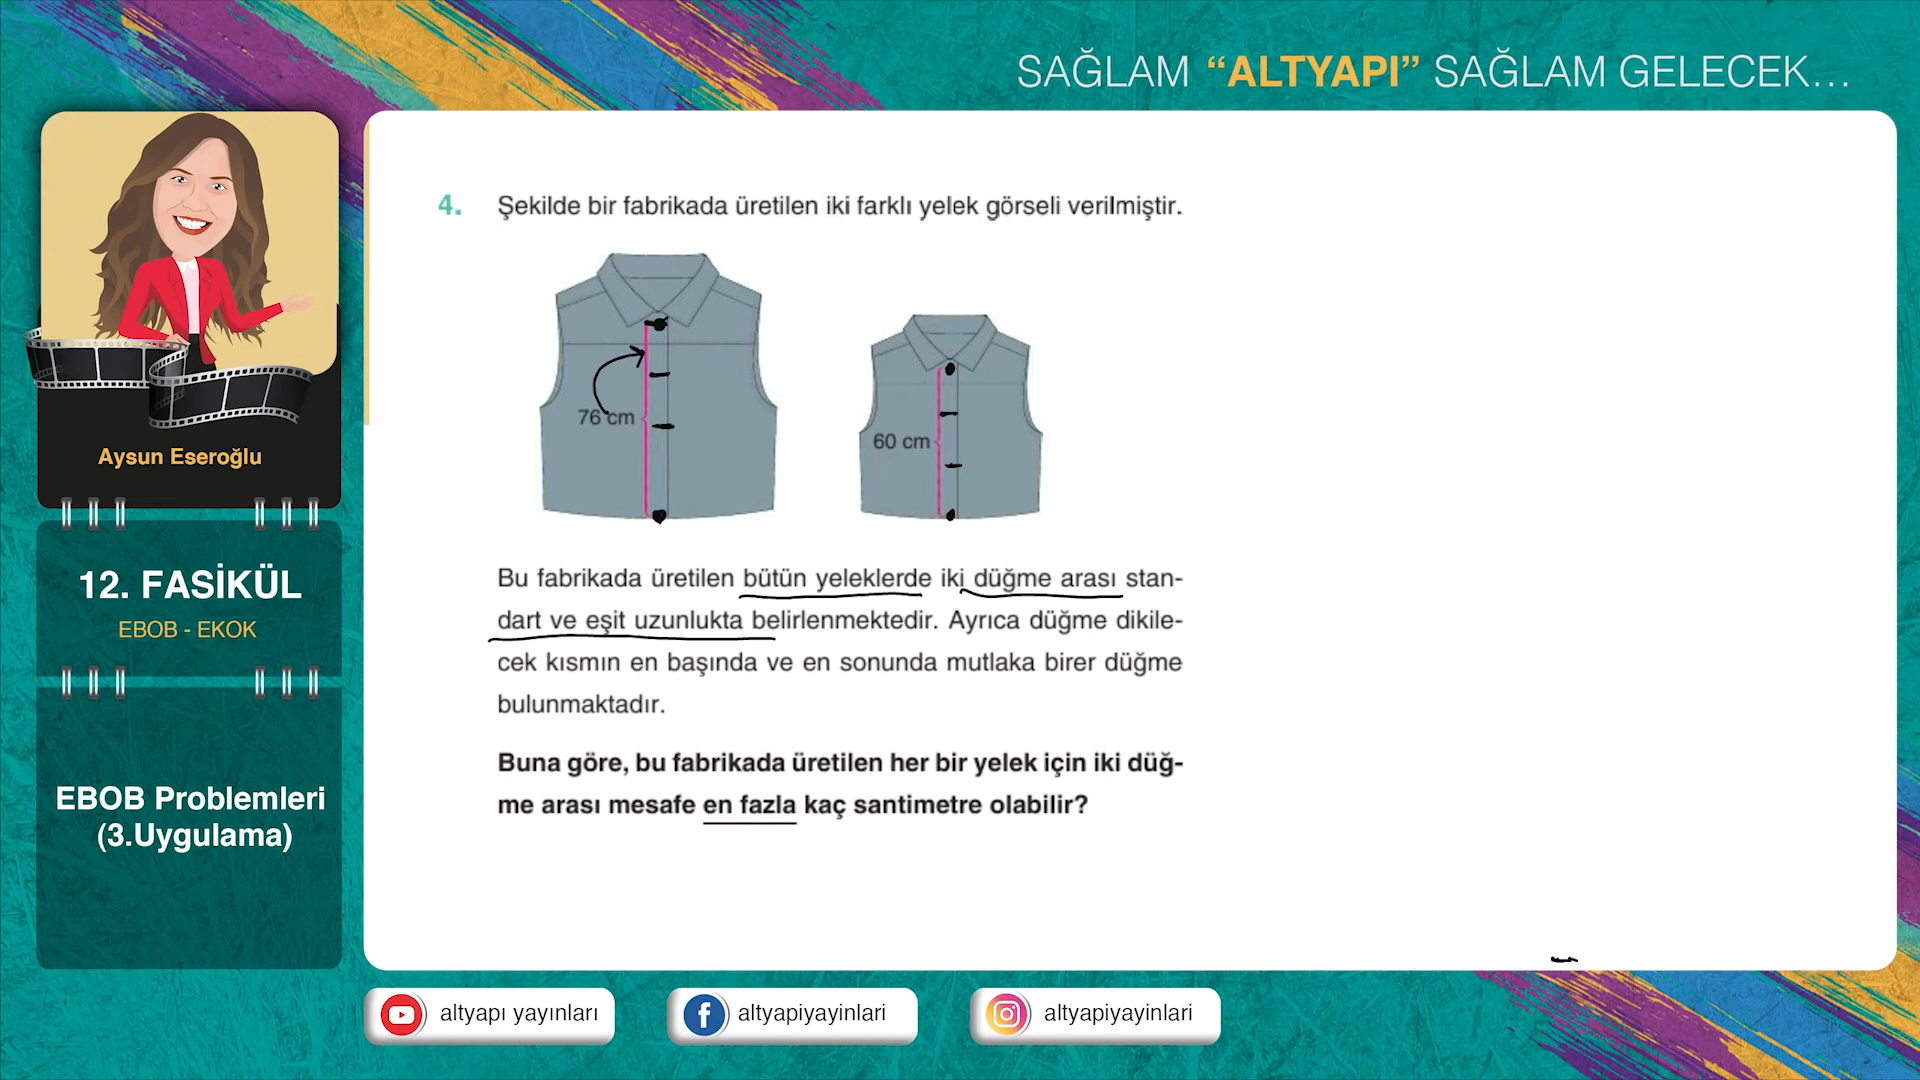 SAĞLAM “ALTYAPI” SAĞLAM GELECEK...
Aysun Eseroğlu
12. FASİKÜL
EBOB - EKOK
EBOB Problemleri
(3.Uygulama)
4. Şekilde bir fabrikada üretilen iki farklı yelek görseli verilmiştir.
76 cm
60 cm
Bu fabrikada üretilen bütün yeleklerde iki düğme arası stan-
dart ve eşit uzunlukta belirlenmektedir. Ayrıca düğme dikile-
cek kısmın en başında ve en sonunda mutlaka birer düğme
bulunmaktadır.
Buna göre, bu fabrikada üretilen her bir yelek için iki düğ-
me arası mesafe en fazla kaç santimetre olabilir?
altyapı yayınları
altyapiyayinlari
altyapiyayinlari